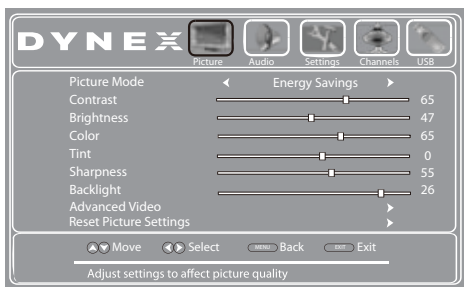 DYNEX
Picture Audio Settings Channels USB
Picture Mode Energy Savings
Contrast 65
Brightness 47
Color 65
Tint 0
Sharpness 55
Backlight 26
Advanced Video
Reset Picture Settings
Move Select MENU Back EXIT Exit
Adjust settings to affect picture quality